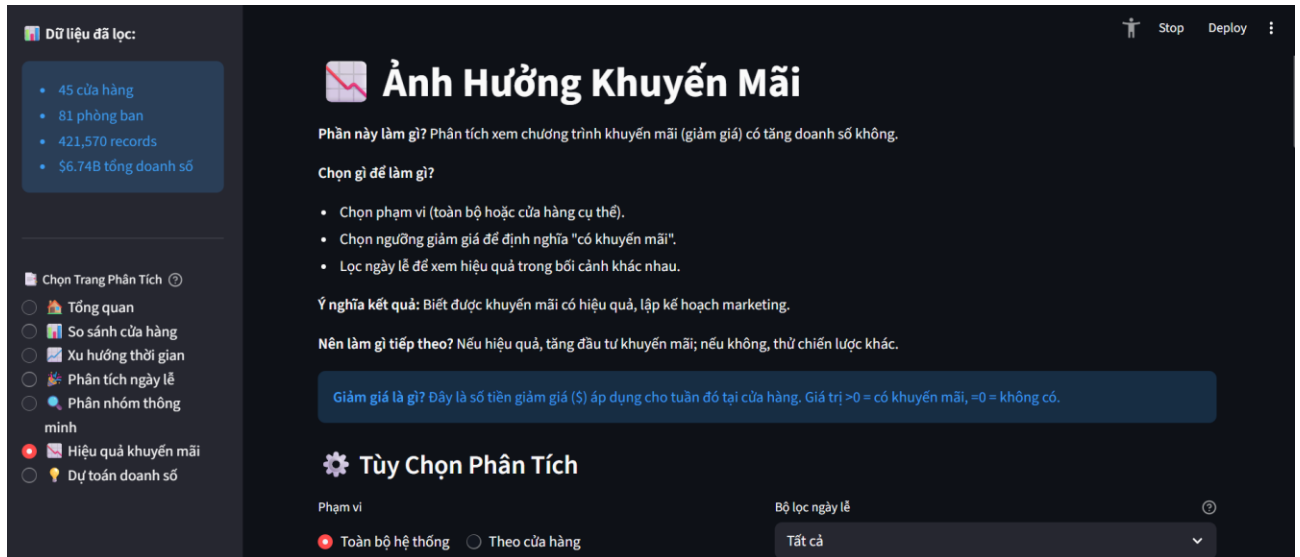 📊 Dữ liệu đã lọc:
• 45 cửa hàng
• 81 phòng ban
• 421,570 records
• $6.74B tổng doanh số
Chọn Trang Phân Tích
Tổng quan
So sánh cửa hàng
Xu hướng thời gian
Phân tích ngày lễ
Phân nhóm thông
minh
Hiệu quả khuyến mãi
Dự toán doanh số
Stop Deploy
Ảnh Hưởng Khuyến Mãi
Phần này làm gì? Phân tích xem chương trình khuyến mãi (giảm giá) có tăng doanh số không.
Chọn gì để làm gì?
• Chọn phạm vi (toàn bộ hoặc cửa hàng cụ thể).
• Chọn ngưỡng giảm giá để định nghĩa "có khuyến mãi".
• Lọc ngày lễ để xem hiệu quả trong bối cảnh khác nhau.
Ý nghĩa kết quả: Biết được khuyến mãi có hiệu quả, lập kế hoạch marketing.
Nên làm gì tiếp theo? Nếu hiệu quả, tăng đầu tư khuyến mãi; nếu không, thử chiến lược khác.
Giảm giá là gì? Đây là số tiền giảm giá ($) áp dụng cho tuần đó tại cửa hàng. Giá trị >0 = có khuyến mãi, =0 = không có.
Tùy Chọn Phân Tích
Phạm vi
Toàn bộ hệ thống Theo cửa hàng
Bộ lọc ngày lễ
Tất cả